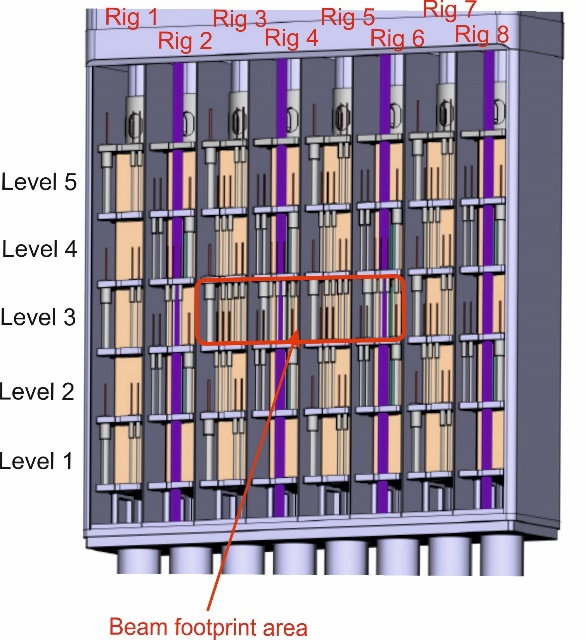 Rig 1
Rig 2
Rig 3
Rig 4
Rig 5
Rig 6
Rig 7
Rig 8
Level 5
Level 4
Level 3
Level 2
Level 1
Beam footprint area